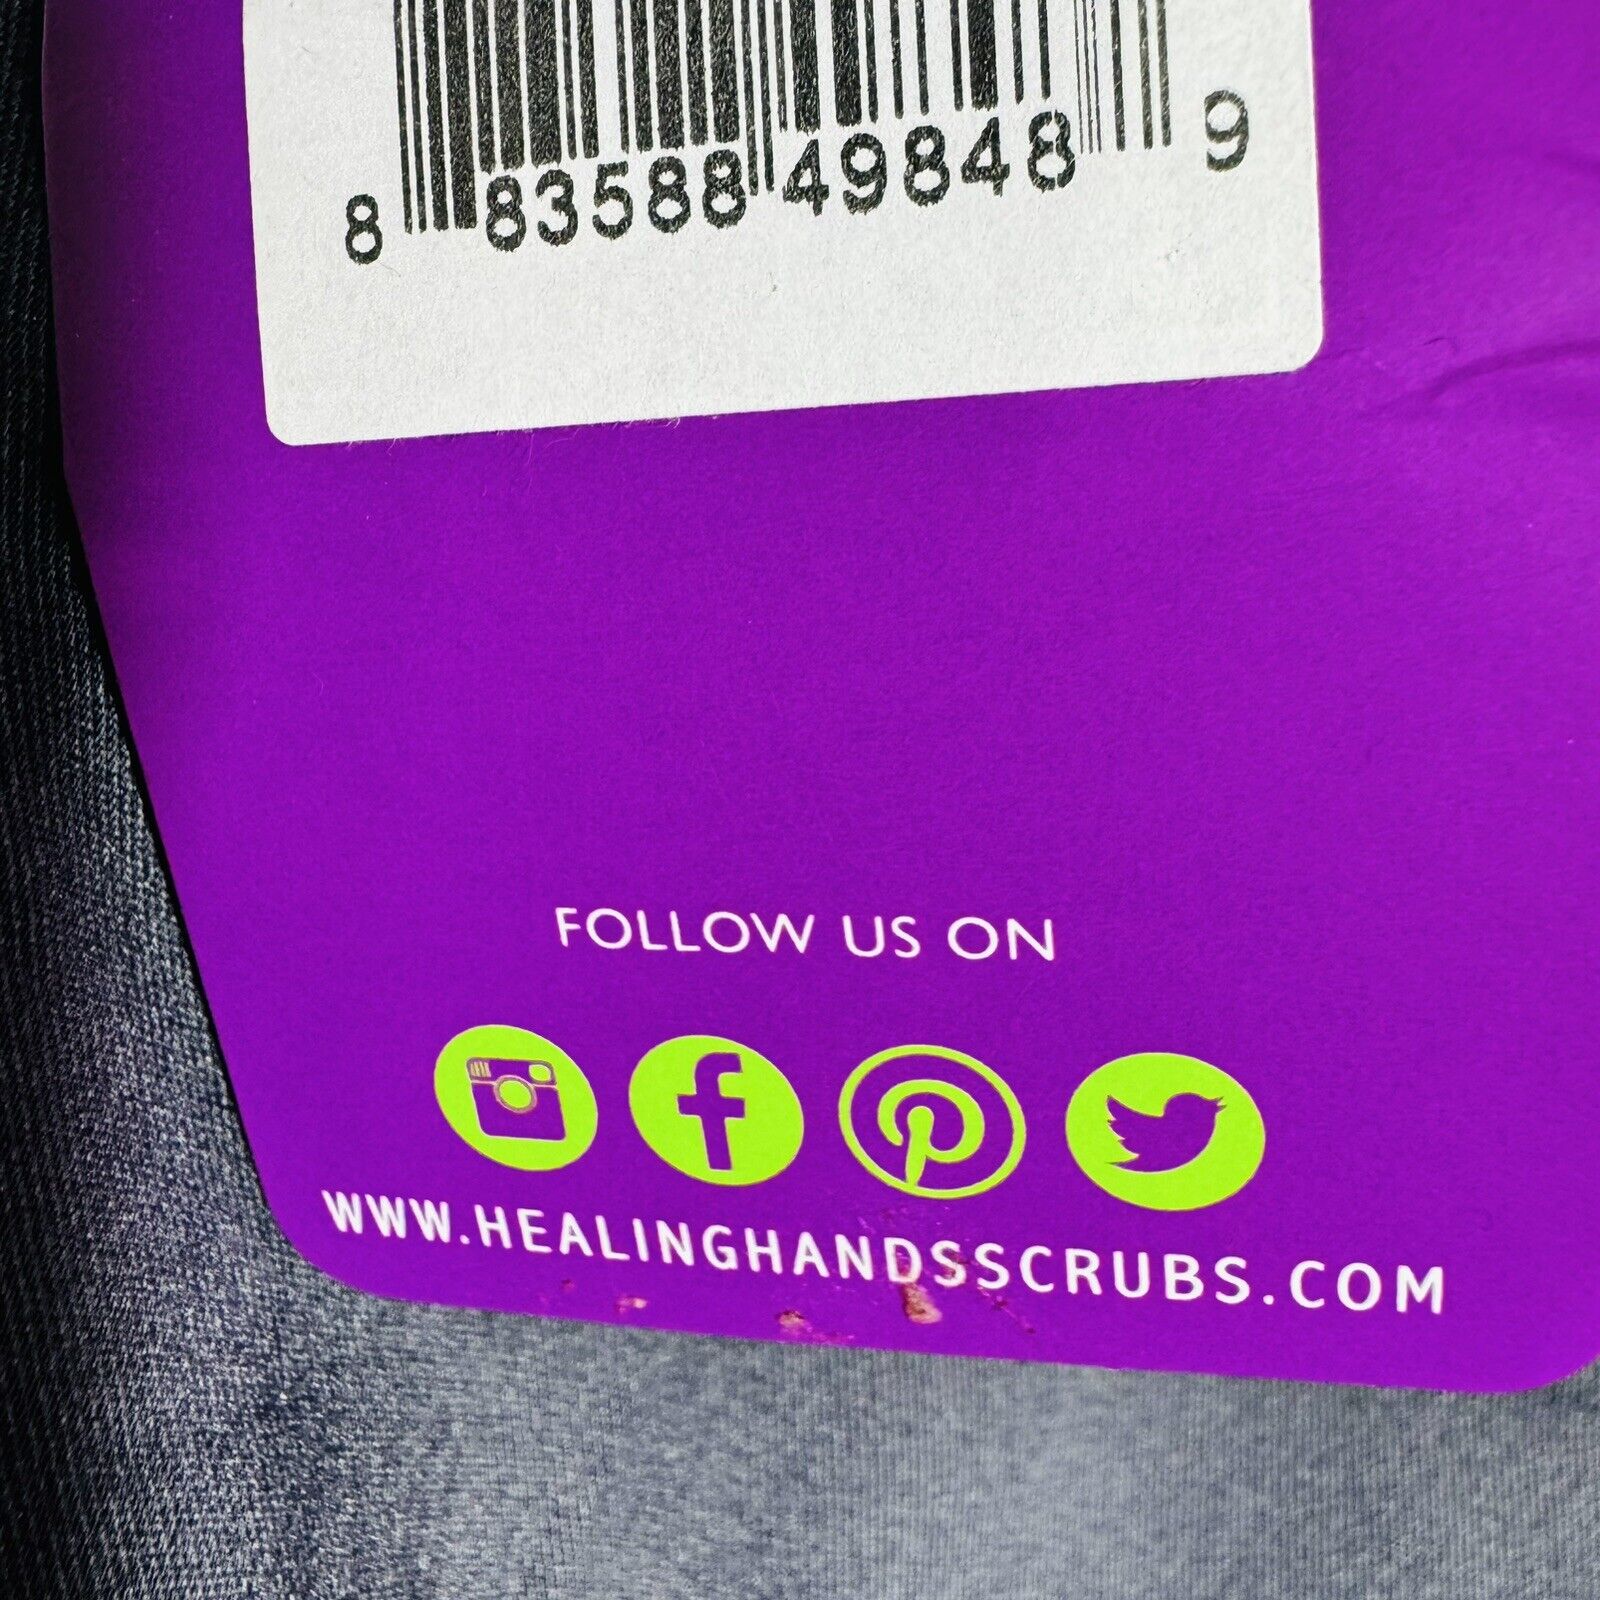 8 83588 49848 9
FOLLOW US ON
WWW.HEALINGHANDSSCRUBS.COM